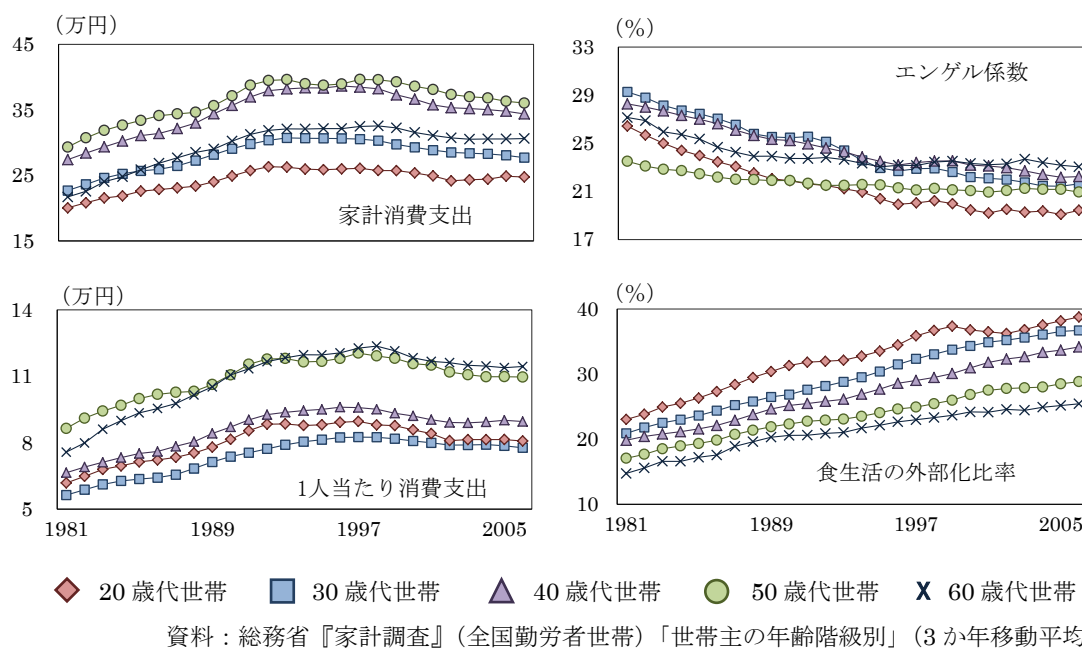 (万円)
45
35
25
15
家計消費支出
(%)
33
29
25
21
17
エンゲル係数
(万円)
14
11
8
5
1981 1989 1997 2005
1人当たり消費支出
(%)
40
30
20
10
1981 1989 1997 2005
食生活の外部化比率
20歳代世帯 30歳代世帯 40歳代世帯 50歳代世帯 60歳代世帯
資料：総務省『家計調査』(全国勤労者世帯)「世帯主の年齢階級別」(3か年移動平均